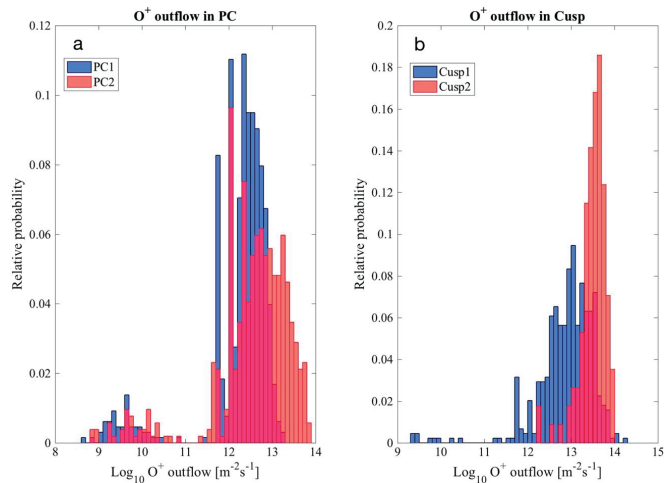 O+ outflow in PC
a
PC1
PC2
Relative probability
0.12
0.1
0.08
0.06
0.04
0.02
0
8 9 10 11 12 13 14
Log10 O+ outflow [m-2s-1]
O+ outflow in Cusp
b
Cusp1
Cusp2
Relative probability
0.2
0.18
0.16
0.14
0.12
0.1
0.08
0.06
0.04
0.02
0
9 10 11 12 13 14 15
Log10 O+ outflow [m-2s-1]